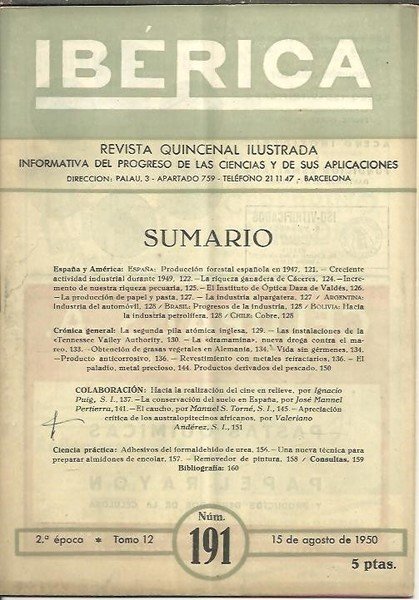 IBÉRICA
REVISTA QUINCENAL ILUSTRADA
INFORMATIVA DEL PROGRESO DE LAS CIENCIAS Y DE SUS APLICACIONES
DIRECCION: PALAU, 3 - APARTADO 759 - TELÉFONO 21 11 47 - BARCELONA
SUMARIO
España y América: ESPAÑA: Producción forestal española en 1947, 121. — Creciente
actividad industrial durante 1949, 122. — La riqueza ganadera de Cáceres, 124. — Incre-
mento de nuestra riqueza pecuaria, 125. — El Instituto de Óptica Daza de Valdés, 126.
— La producción de papel y pasta, 127. — La industria alpargatera, 127 / ARGENTINA:
Industria del automóvil, 128 / BRASIL: Progresos de la industria, 128 / BOLIVIA: Hacia
la industria petrolífera, 128 / CHILE: Cobre, 128
Crónica general: La segunda pila atómica inglesa, 129. — Las instalaciones de la
«Tennessee Valley Authority, 130. — La «dramamina», nueva droga contra el ma-
reo, 133. — Obtención de grasas vegetales en Alemania, 134. — Vida sin gérmenes, 134.
— Producto anticorrosivo, 136. — Revestimiento con metales refractarios, 136. — El
paladio, metal precioso, 144. Productos derivados del pescado, 150
COLABORACIÓN: Hacia la realización del cine en relieve, por Ignacio
Puig, S. I., 137. — La conservación del suelo en España, por José Mannel
Pertierra, 141. — El caucho, por Manuel S. Torné, S. I., 145. — Apreciación
crítica de los australopitecinos africanos, por Valeriano
Andérez, S. I., 151
Ciencia práctica: Adhesivos del formaldehído de urea, 156. — Una nueva técnica para
preparar almidones de encolar, 157. — Removedor de pintura, 158 / Consultas, 159
Bibliografía: 160
Núm.
2.ª época * Tomo 12 191 15 de agosto de 1950
5 ptas.